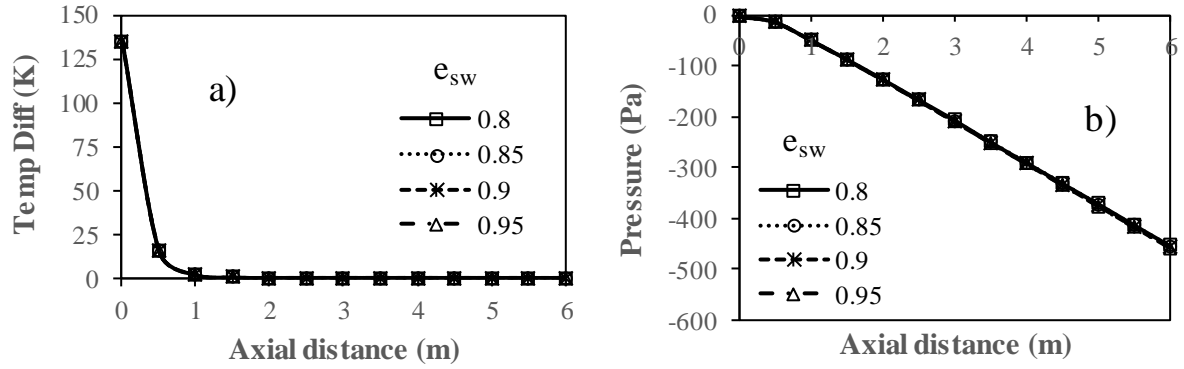 150
125
100
75
50
25
0
0 1 2 3 4 5 6
Temp Diff (K)
Axial distance (m)
a)
e_sw
0.8
0.85
0.9
0.95
0
-100
-200
-300
-400
-500
-600
0 1 2 3 4 5 6
Pressure (Pa)
Axial distance (m)
b)
e_sw
0.8
0.85
0.9
0.95